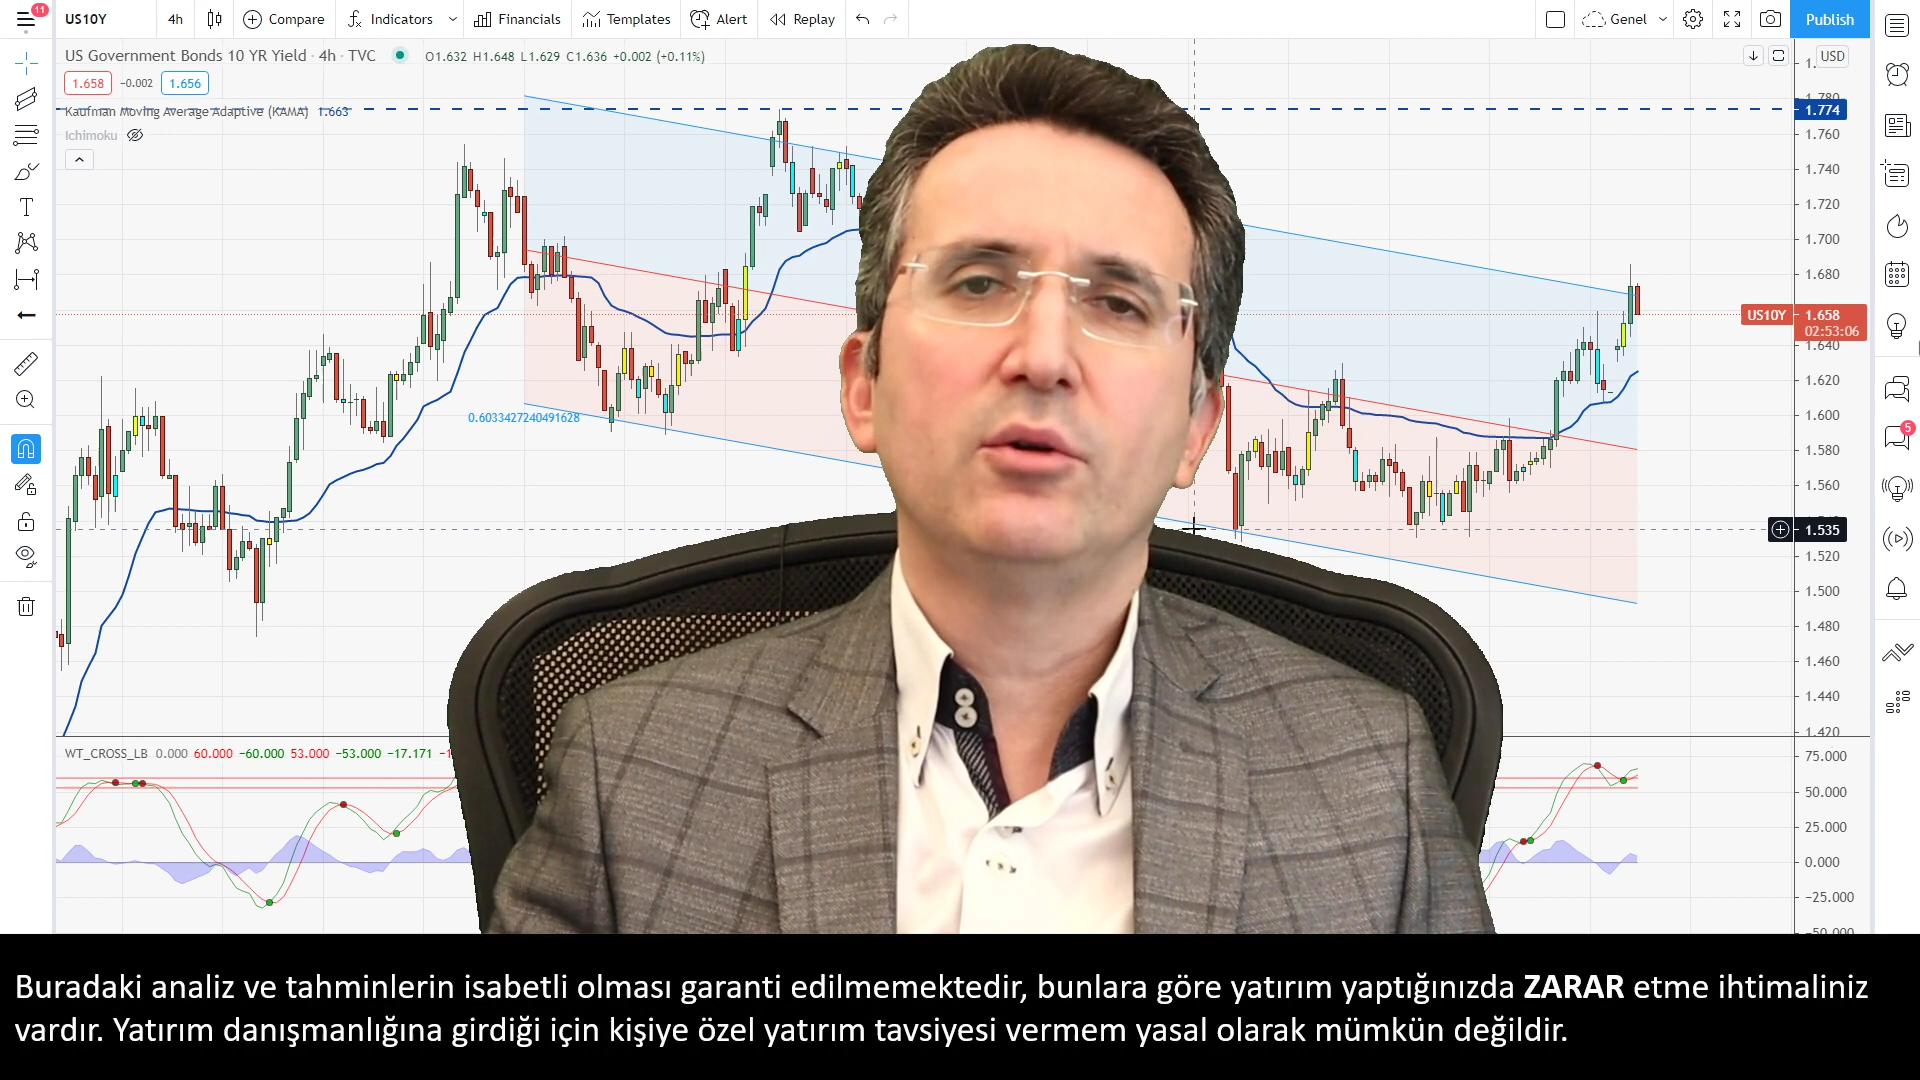 11
US10Y 4h Compare Indicators Financials Templates Alert Replay Genel Publish
US Government Bonds 10 YR Yield · 4h · TVC O1.632 H1.648 L1.629 C1.636 +0.002 (+0.11%)
USD
1.658 −0.002 1.656
Kaufman Moving Average Adaptive (KAMA) 1.663
Ichimoku
0.6033427240491628
1.780
1.774
1.760
1.740
1.720
1.700
1.680
US10Y 1.658
02:53:06
1.640
1.620
1.600
1.580
1.560
1.535
1.520
1.500
1.480
1.460
1.440
1.420
5
WT_CROSS_LB 0.000 60.000 −60.000 53.000 −53.000 −17.171
75.000
50.000
25.000
0.000
−25.000
−50.000
Buradaki analiz ve tahminlerin isabetli olması garanti edilmemektedir, bunlara göre yatırım yaptığınızda ZARAR etme ihtimaliniz
vardır. Yatırım danışmanlığına girdiği için kişiye özel yatırım tavsiyesi vermem yasal olarak mümkün değildir.